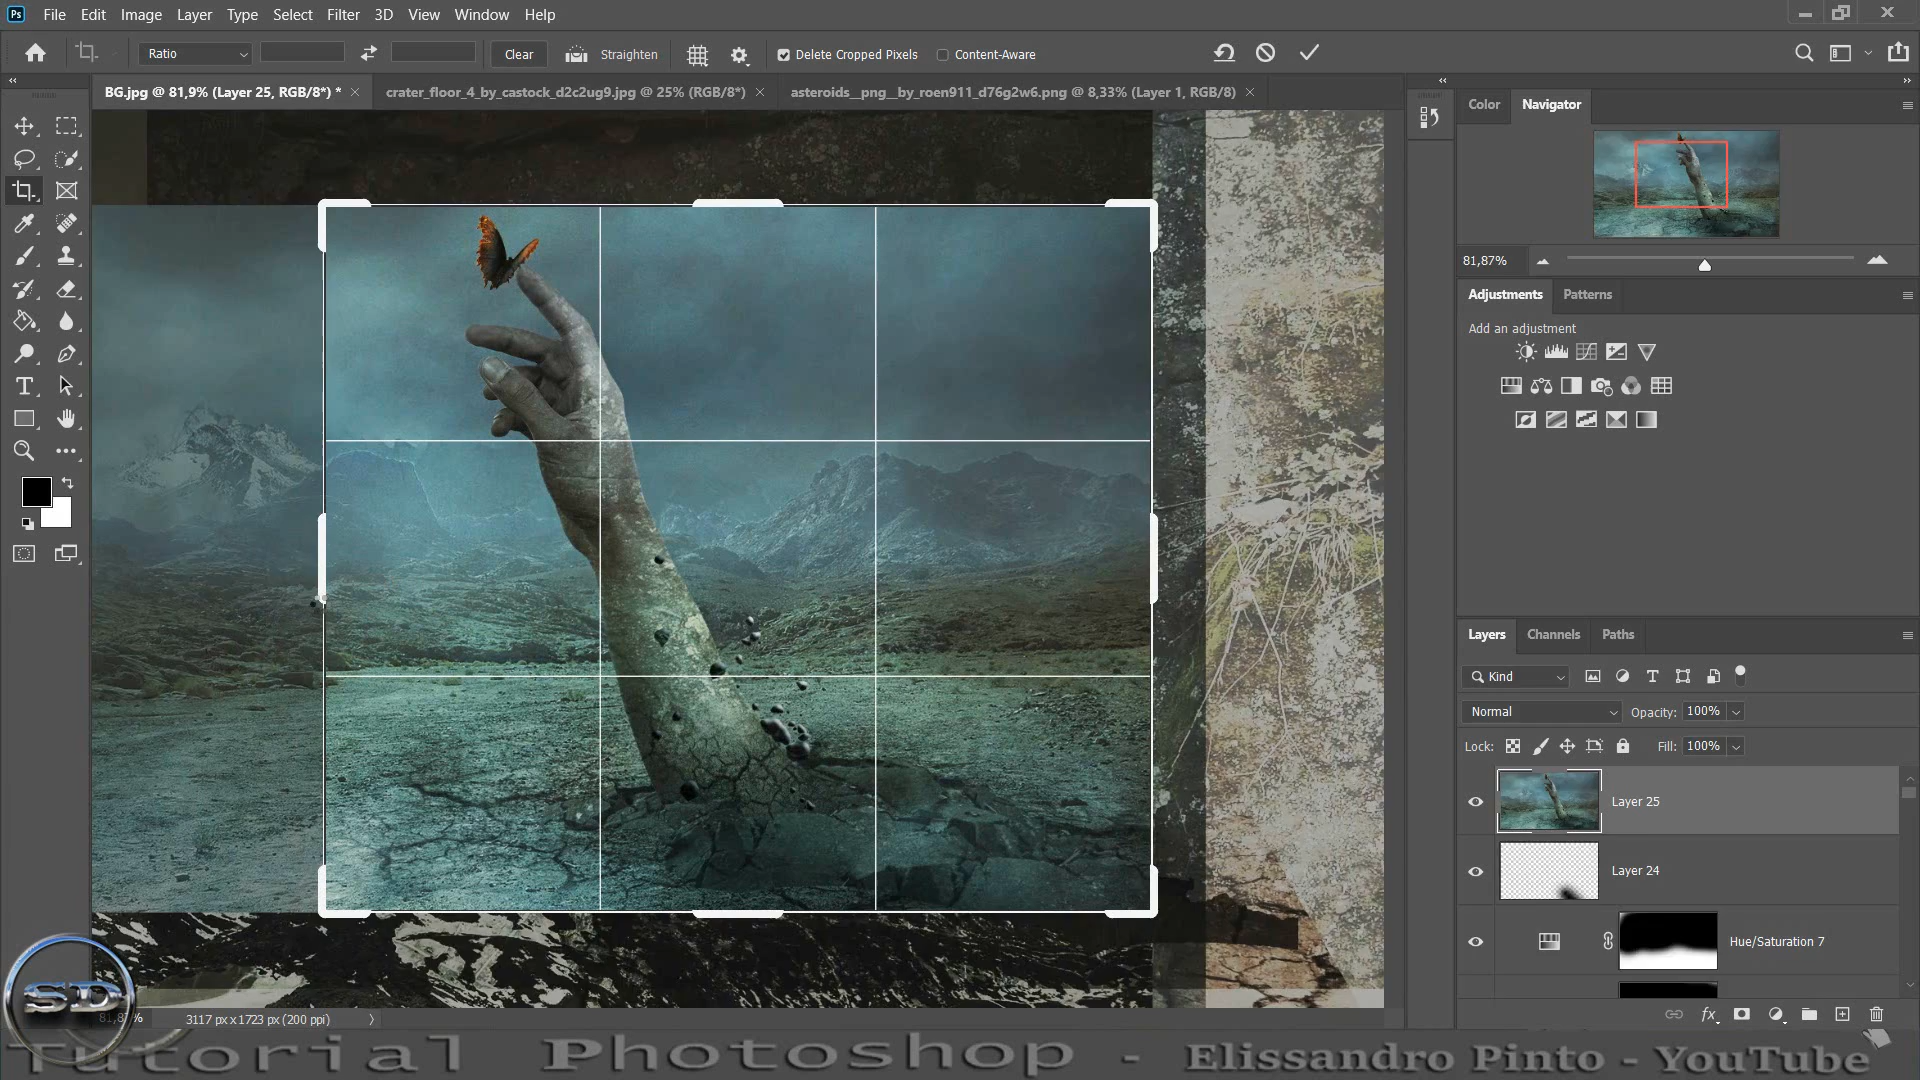 Ps File Edit Image Layer Type Select Filter 3D View Window Help
Ratio Clear Straighten Delete Cropped Pixels Content-Aware
BG.jpg @ 81,9% (Layer 25, RGB/8*) * crater_floor_4_by_castock_d2c2ug9.jpg @ 25% (RGB/8*) asteroids__png__by_roen911_d76g2w6.png @ 8,33% (Layer 1, RGB/8)
Color Navigator
81,87%
Adjustments Patterns
Add an adjustment
Layers Channels Paths
Kind
Normal Opacity: 100%
Lock: Fill: 100%
Layer 25
Layer 24
Hue/Saturation 7
SD
81,87% 3117 px x 1723 px (200 ppi)
Tutorial Photoshop - Elissandro Pinto - YouTube